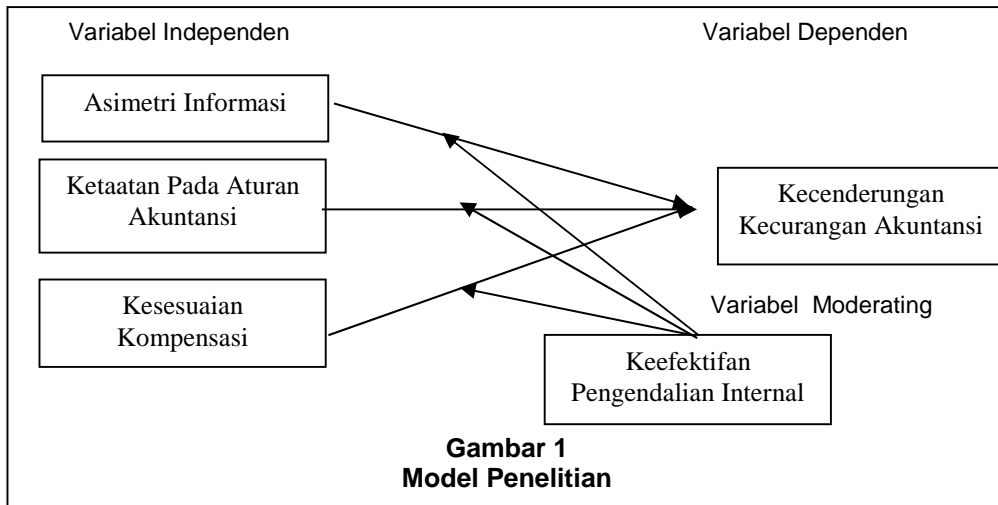 Variabel Independen
Variabel Dependen
Asimetri Informasi
Ketaatan Pada Aturan
Akuntansi
Kesesuaian
Kompensasi
Kecenderungan
Kecurangan Akuntansi
Variabel Moderating
Keefektifan
Pengendalian Internal
Gambar 1
Model Penelitian